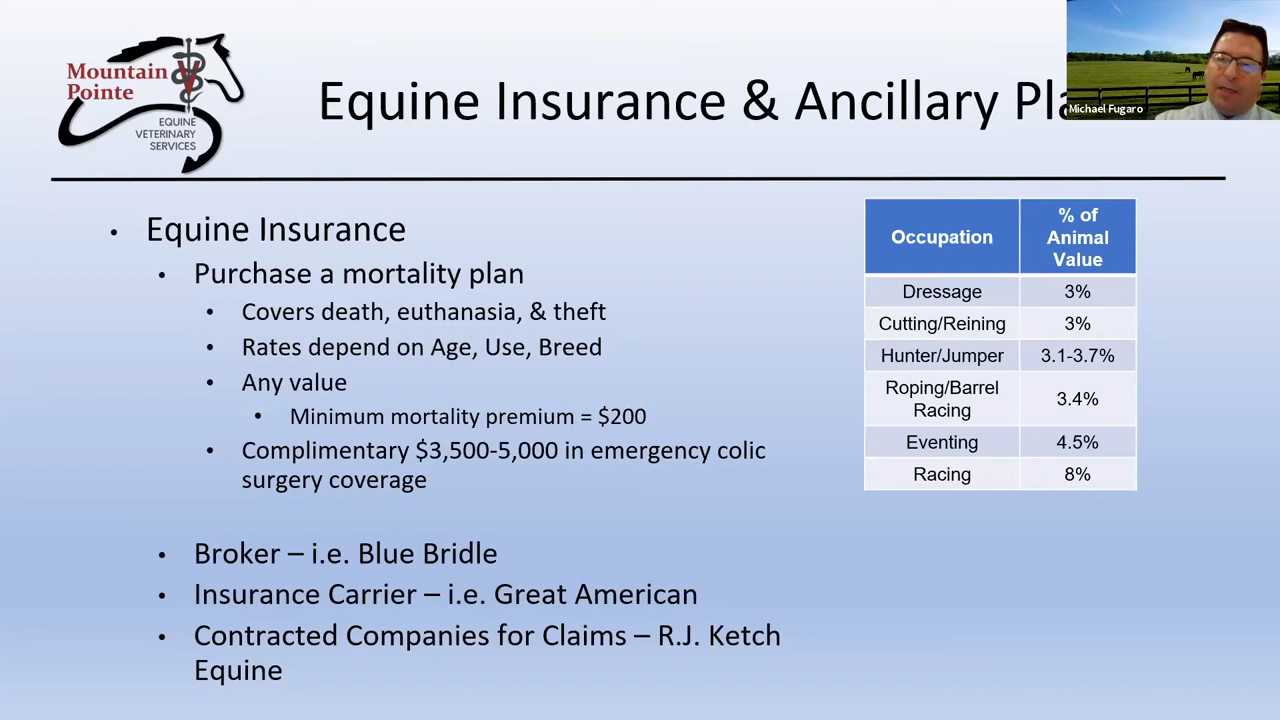 Mountain
Pointe
V
EQUINE
VETERINARY
SERVICES
Equine Insurance & Ancillary
Michael Fugaro
• Equine Insurance
• Purchase a mortality plan
• Covers death, euthanasia, & theft
• Rates depend on Age, Use, Breed
• Any value
• Minimum mortality premium = $200
• Complimentary $3,500-5,000 in emergency colic
surgery coverage
• Broker – i.e. Blue Bridle
• Insurance Carrier – i.e. Great American
• Contracted Companies for Claims – R.J. Ketch
Equine
Occupation % of Animal Value
Dressage 3%
Cutting/Reining 3%
Hunter/Jumper 3.1-3.7%
Roping/Barrel Racing 3.4%
Eventing 4.5%
Racing 8%